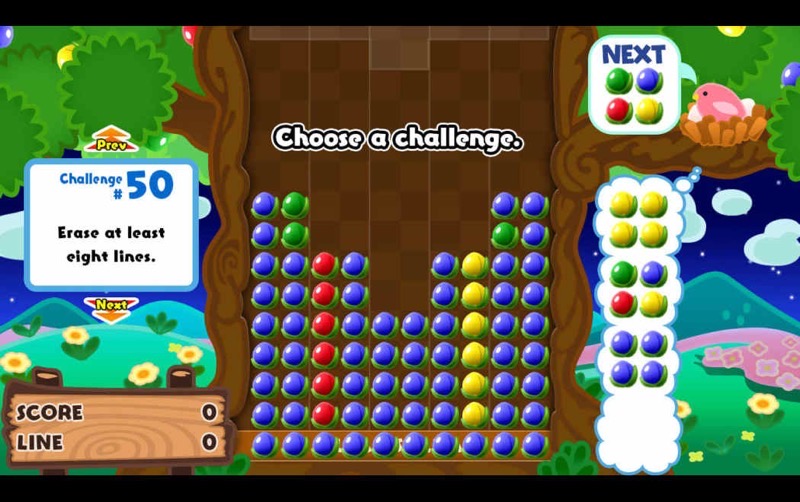 NEXT
Choose a challenge.
Prev
Challenge
# 50
Erase at least
eight lines.
Next
SCORE 0
LINE 0